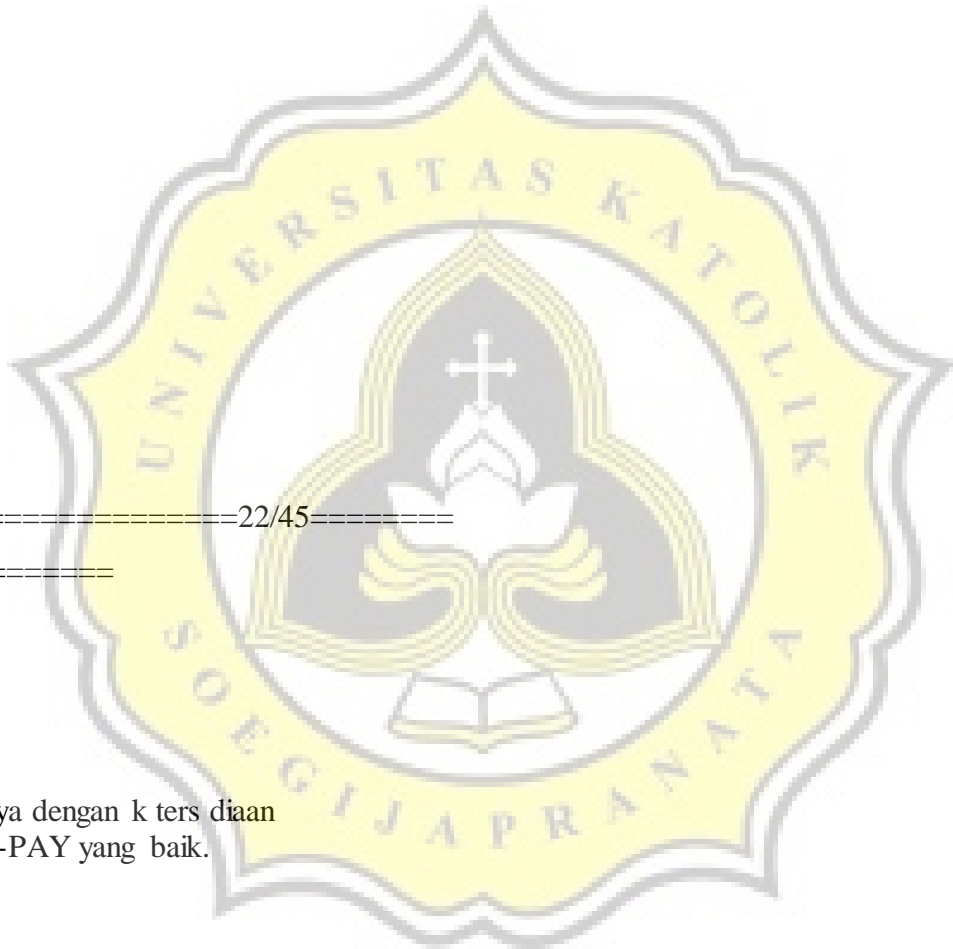 UNIVERSITAS KATOLIK
=============22/45========
=======
SOEGIJAPRANATA
ya dengan k ters diaan
-PAY yang baik.